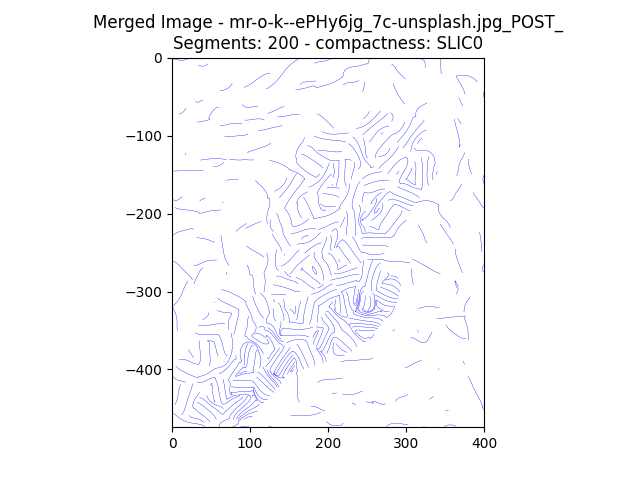 Merged Image - mr-o-k--ePHy6jg_7c-unsplash.jpg_POST_
Segments: 200 - compactness: SLIC0
0
−100
−200
−300
−400
0 100 200 300 400